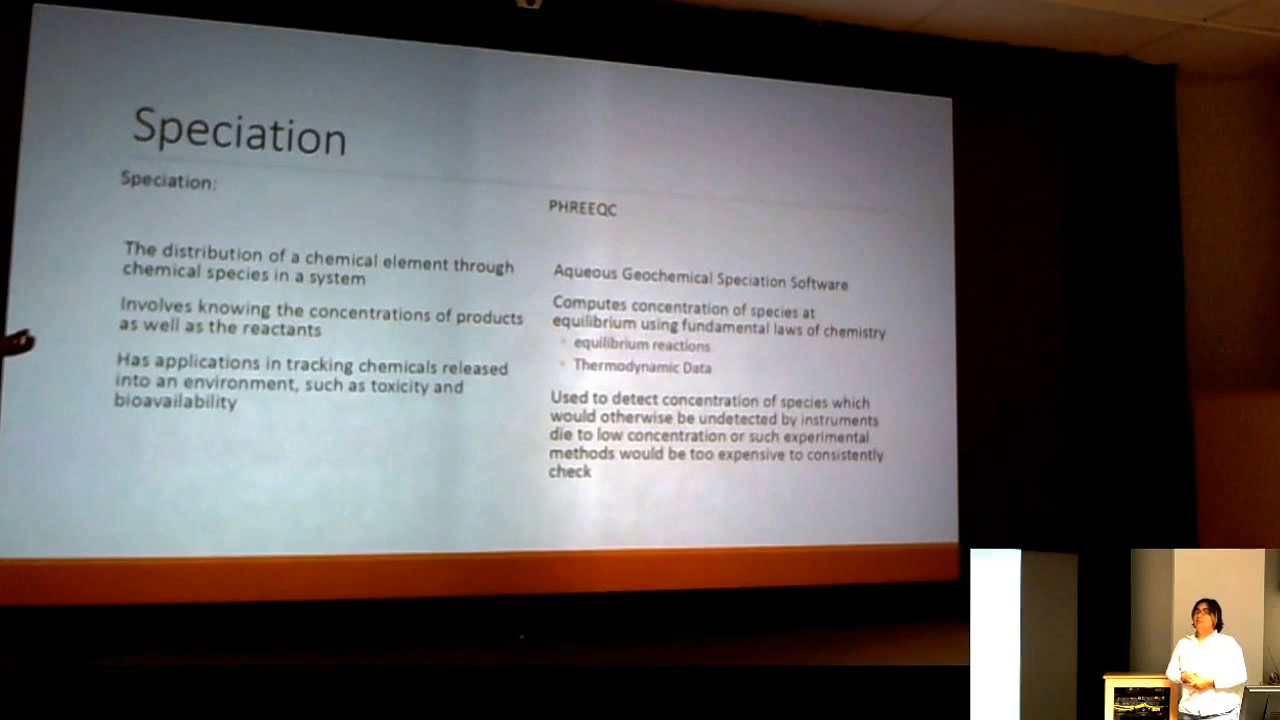 Speciation
Speciation:
The distribution of a chemical element through
chemical species in a system
Involves knowing the concentrations of products
as well as the reactants
Has applications in tracking chemicals released
into an environment, such as toxicity and
bioavailability
PHREEQC
Aqueous Geochemical Speciation Software
Computes concentration of species at
equilibrium using fundamental laws of chemistry
equilibrium reactions
Thermodynamic Data
Used to detect concentration of species which
would otherwise be undetected by instruments
die to low concentration or such experimental
methods would be too expensive to consistently
check